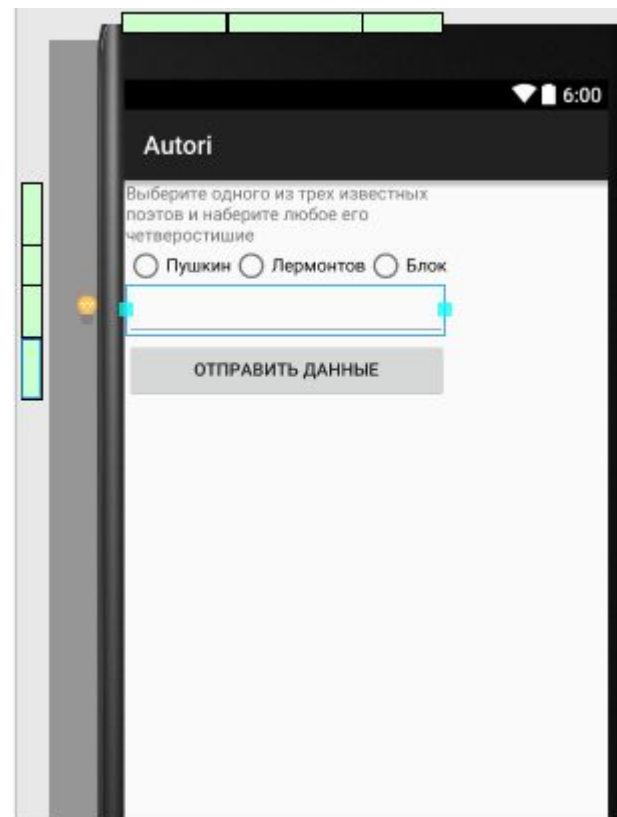 6:00
Autori
Выберите одного из трех известных
поэтов и наберите любое его
четверостишие
Пушкин Лермонтов Блок
ОТПРАВИТЬ ДАННЫЕ